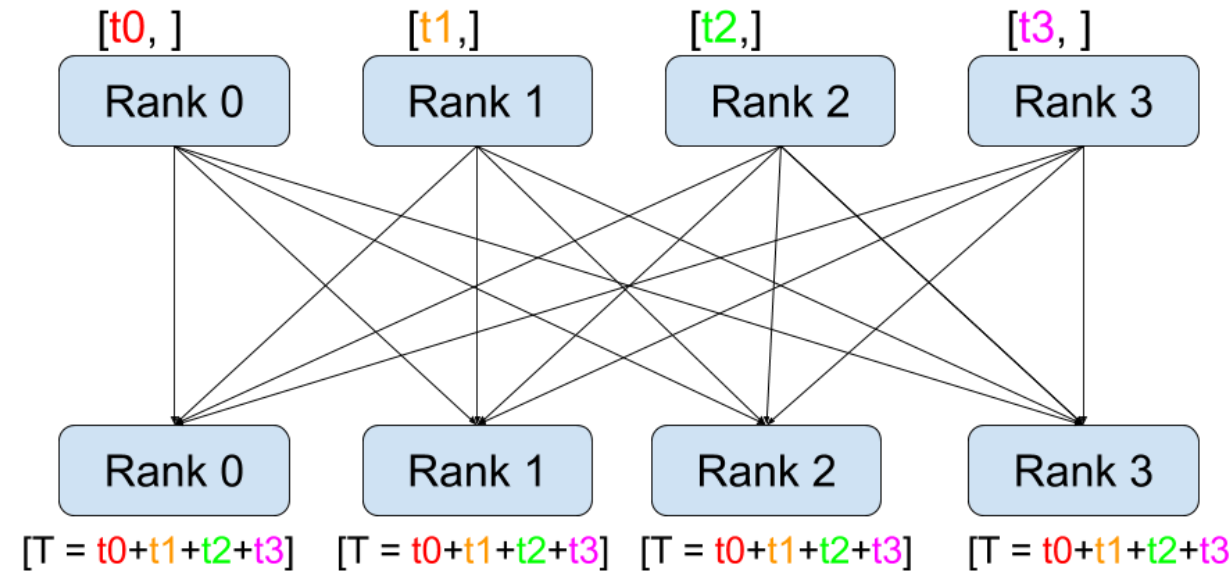 [t0, ] [t1,] [t2,] [t3, ]
Rank 0 Rank 1 Rank 2 Rank 3
Rank 0 Rank 1 Rank 2 Rank 3
[T = t0+t1+t2+t3] [T = t0+t1+t2+t3] [T = t0+t1+t2+t3] [T = t0+t1+t2+t3